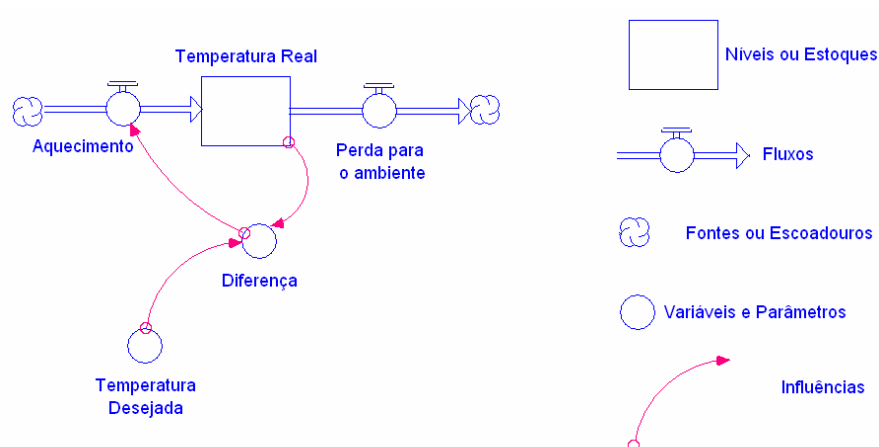 Temperatura Real
Aquecimento
Perda para
o ambiente
Diferença
Temperatura
Desejada
Níveis ou Estoques
Fluxos
Fontes ou Escoadouros
Variáveis e Parâmetros
Influências